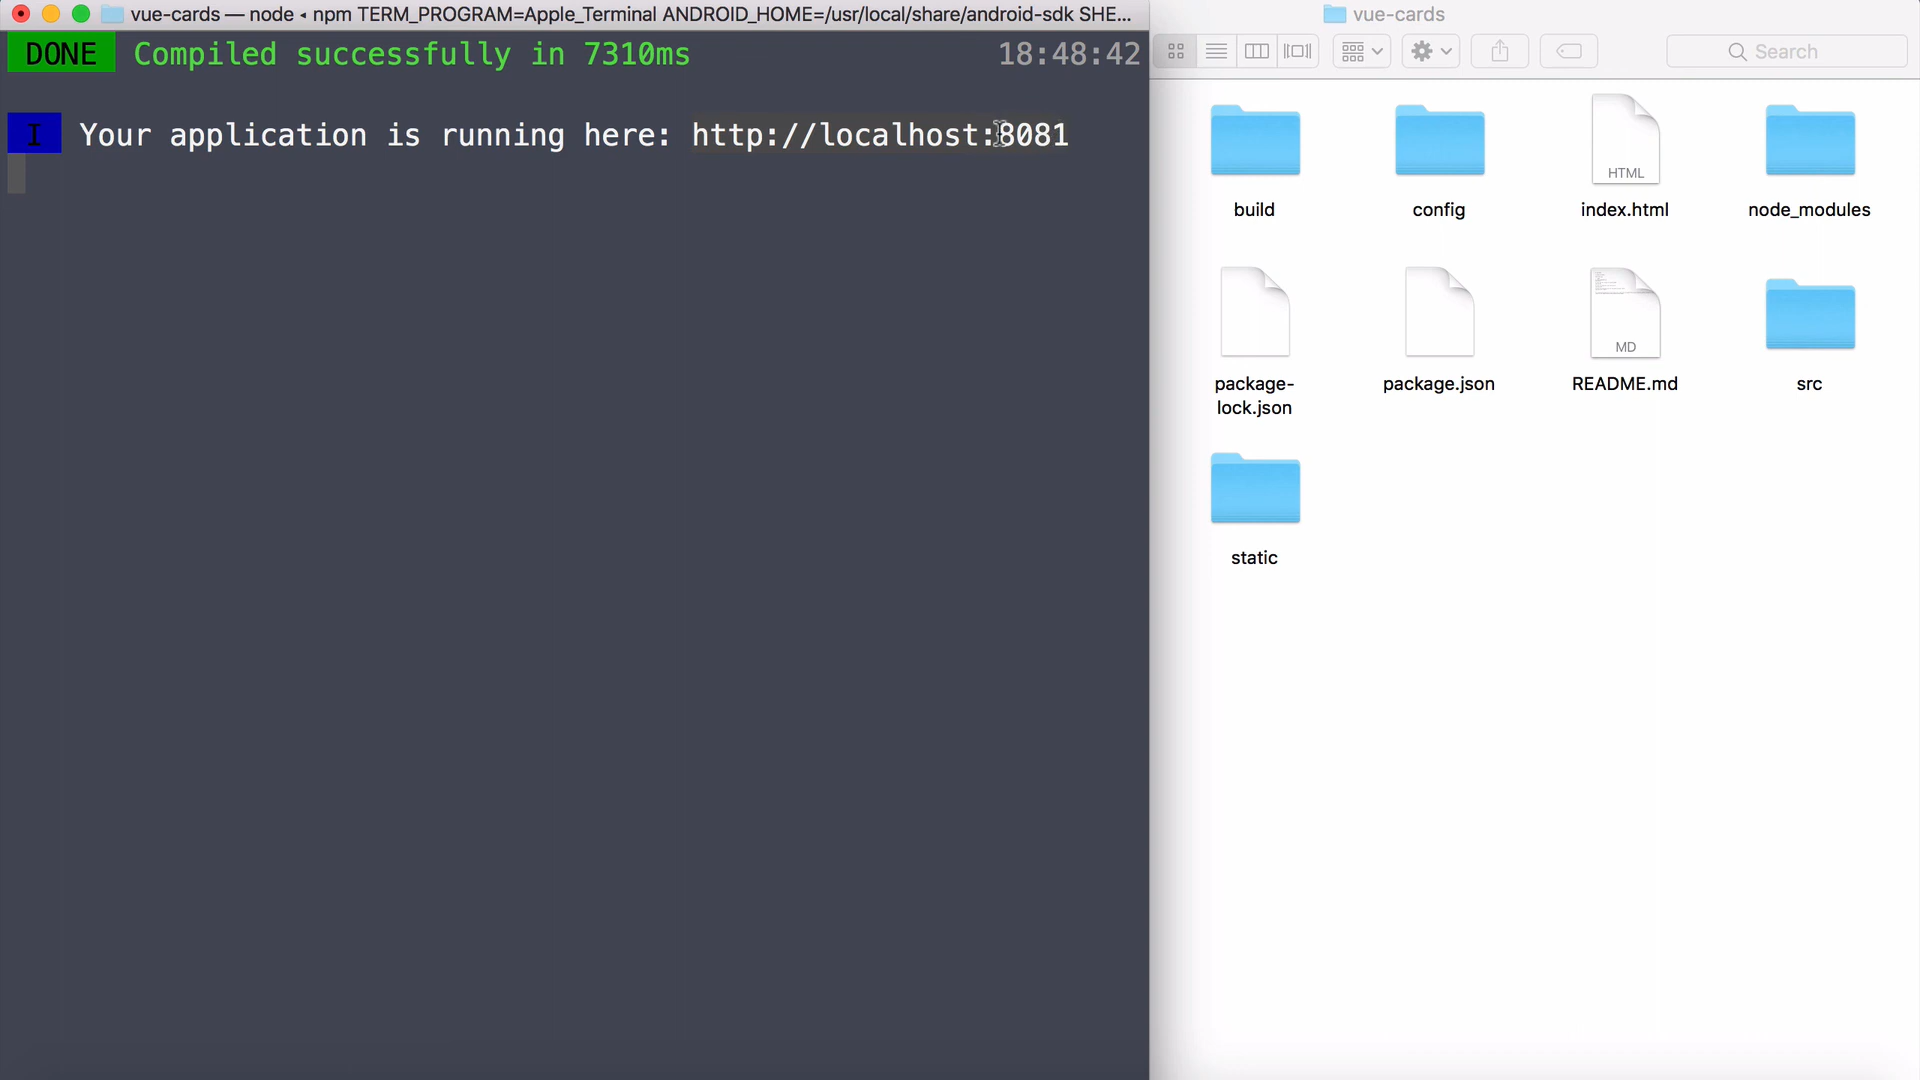 vue-cards — node ◂ npm TERM_PROGRAM=Apple_Terminal ANDROID_HOME=/usr/local/share/android-sdk SHE...
DONE Compiled successfully in 7310ms 18:48:42
I Your application is running here: http://localhost:8081
vue-cards
Search
HTML
build config index.html node_modules
MD
package-lock.json package.json README.md src
static